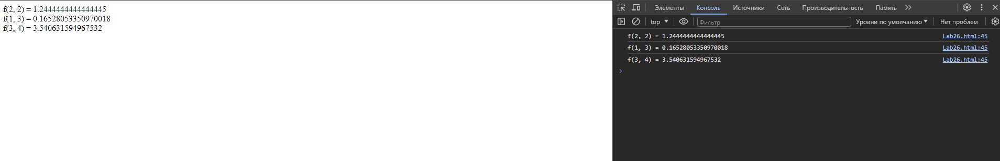 f(2, 2) = 1.2444444444444445
f(1, 3) = 0.16528053350970018
f(3, 4) = 3.540631594967532
Элементы Консоль Источники Сеть Производительность Память
top Фильтр Уровни по умолчанию Нет проблем
f(2, 2) = 1.2444444444444445 Lab26.html:45
f(1, 3) = 0.16528053350970018 Lab26.html:45
f(3, 4) = 3.540631594967532 Lab26.html:45